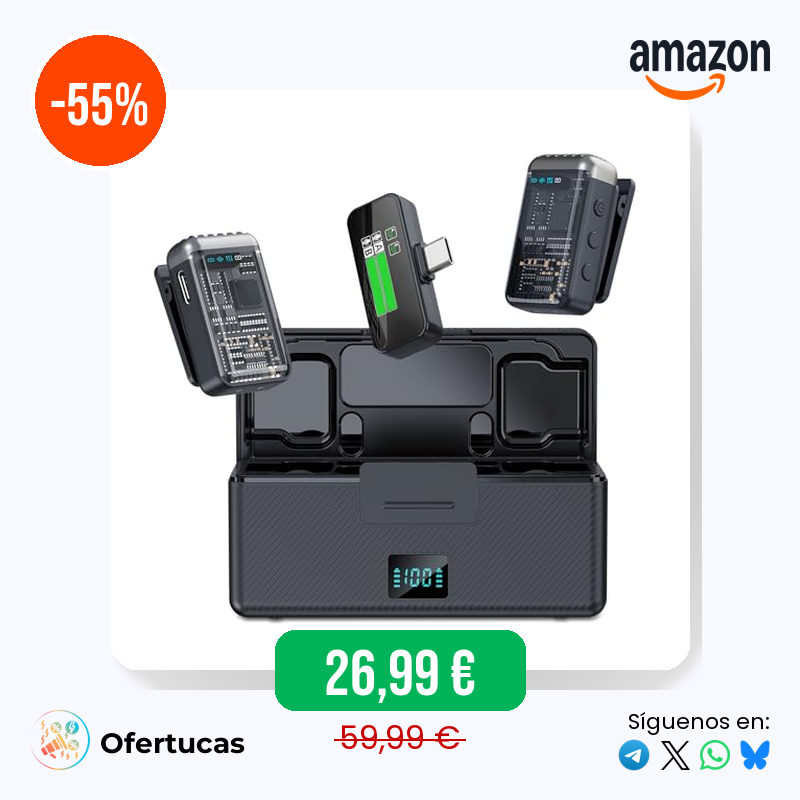 -55%
amazon
A
B
100
26,99 €
59,99 €
Ofertucas
Síguenos en: